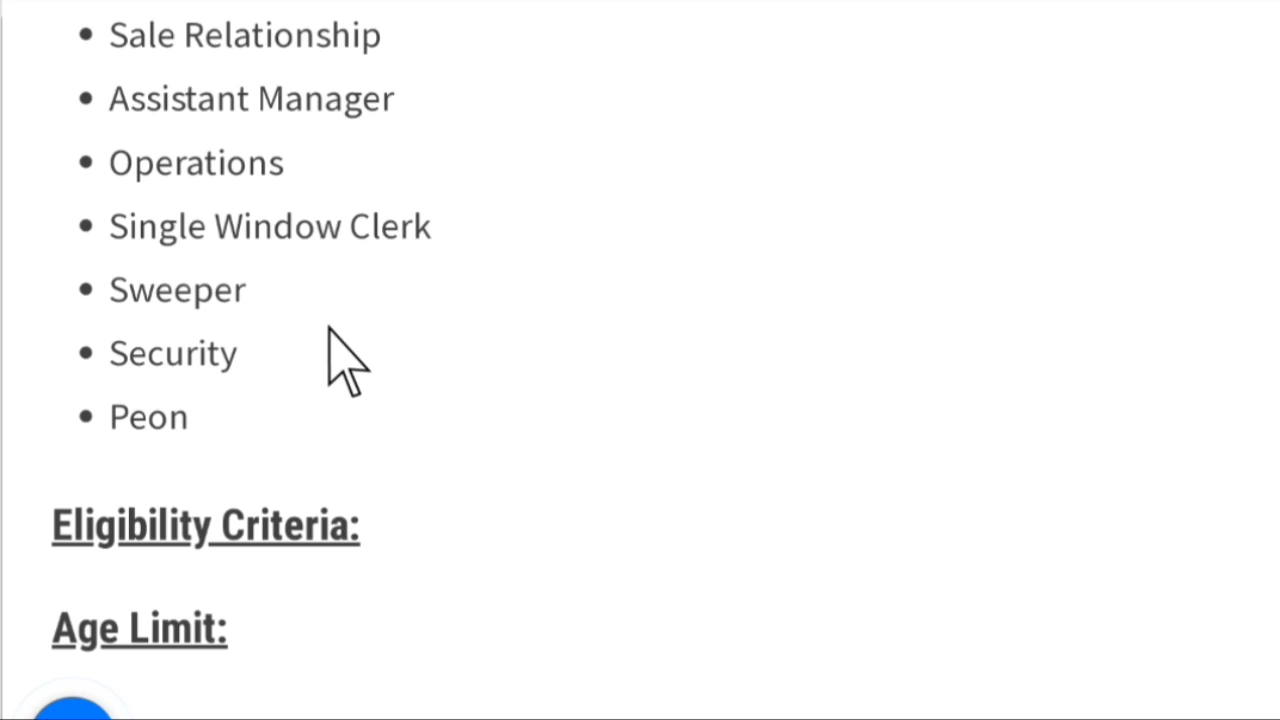 Sale Relationship
Assistant Manager
Operations
Single Window Clerk
Sweeper
Security
Peon
Eligibility Criteria:
Age Limit: